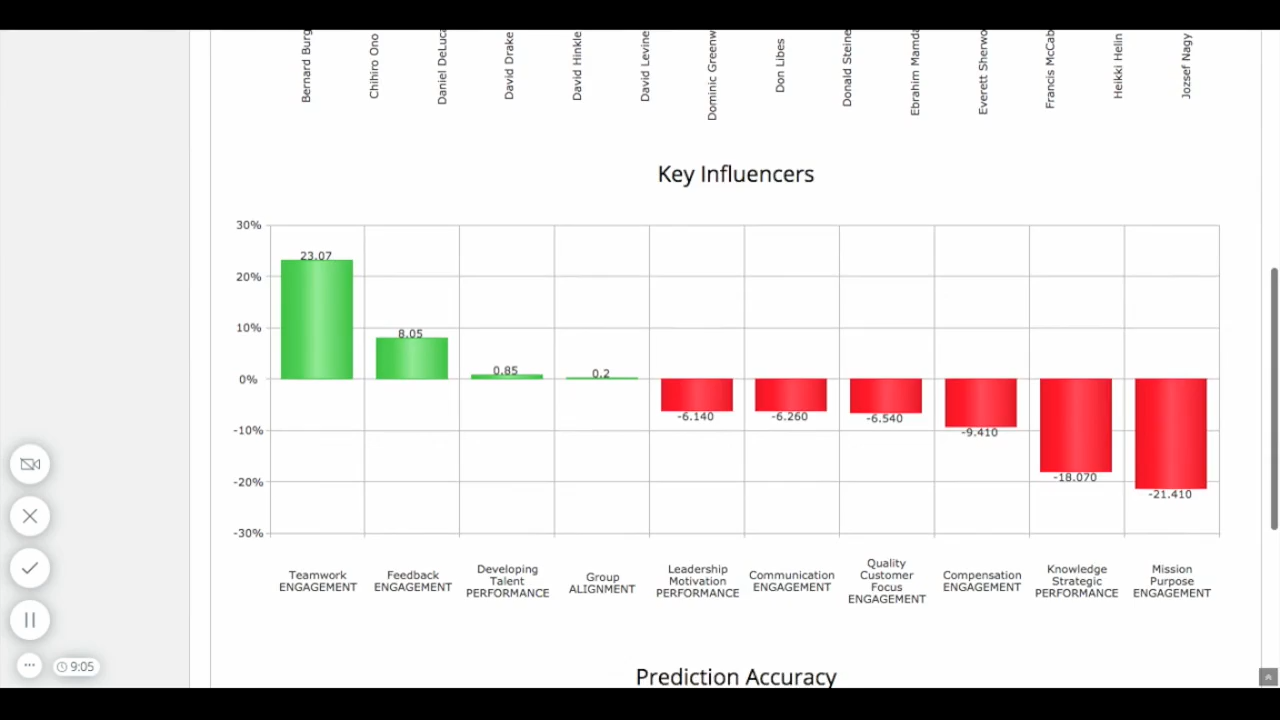 Bernard Burg
Chihiro Ono
Daniel DeLuca
David Drake
David Hinkle
David Levine
Dominic Greenw
Don Libes
Donald Steine
Ebrahim Mamda
Everett Sherwo
Francis McCab
Heikki Helin
Jozsef Nagy
Key Influencers
30%
20%
10%
0%
-10%
-20%
-30%
23.07
8.05
0.85
0.2
-6.140
-6.260
-6.540
-9.410
-18.070
-21.410
Teamwork
ENGAGEMENT
Feedback
ENGAGEMENT
Developing
Talent
PERFORMANCE
Group
ALIGNMENT
Leadership
Motivation
PERFORMANCE
Communication
ENGAGEMENT
Quality
Customer
Focus
ENGAGEMENT
Compensation
ENGAGEMENT
Knowledge
Strategic
PERFORMANCE
Mission
Purpose
ENGAGEMENT
9:05
Prediction Accuracy